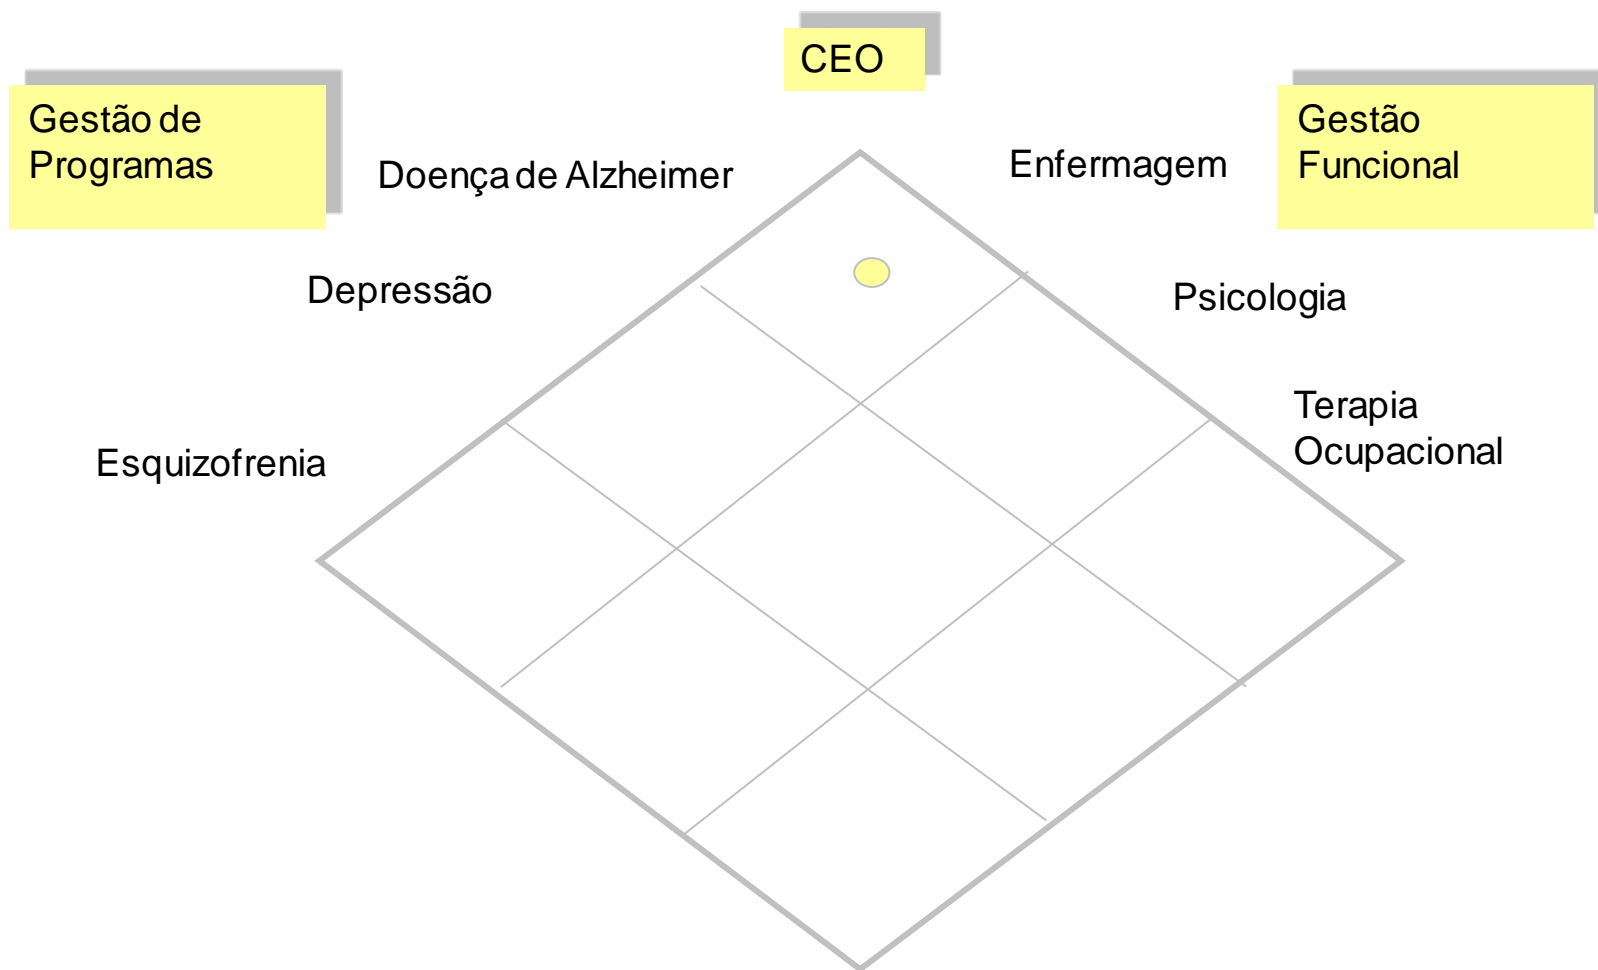 CEO
Gestão de
Programas
Gestão
Funcional
Doença de Alzheimer
Enfermagem
Depressão
Psicologia
Terapia
Ocupacional
Esquizofrenia